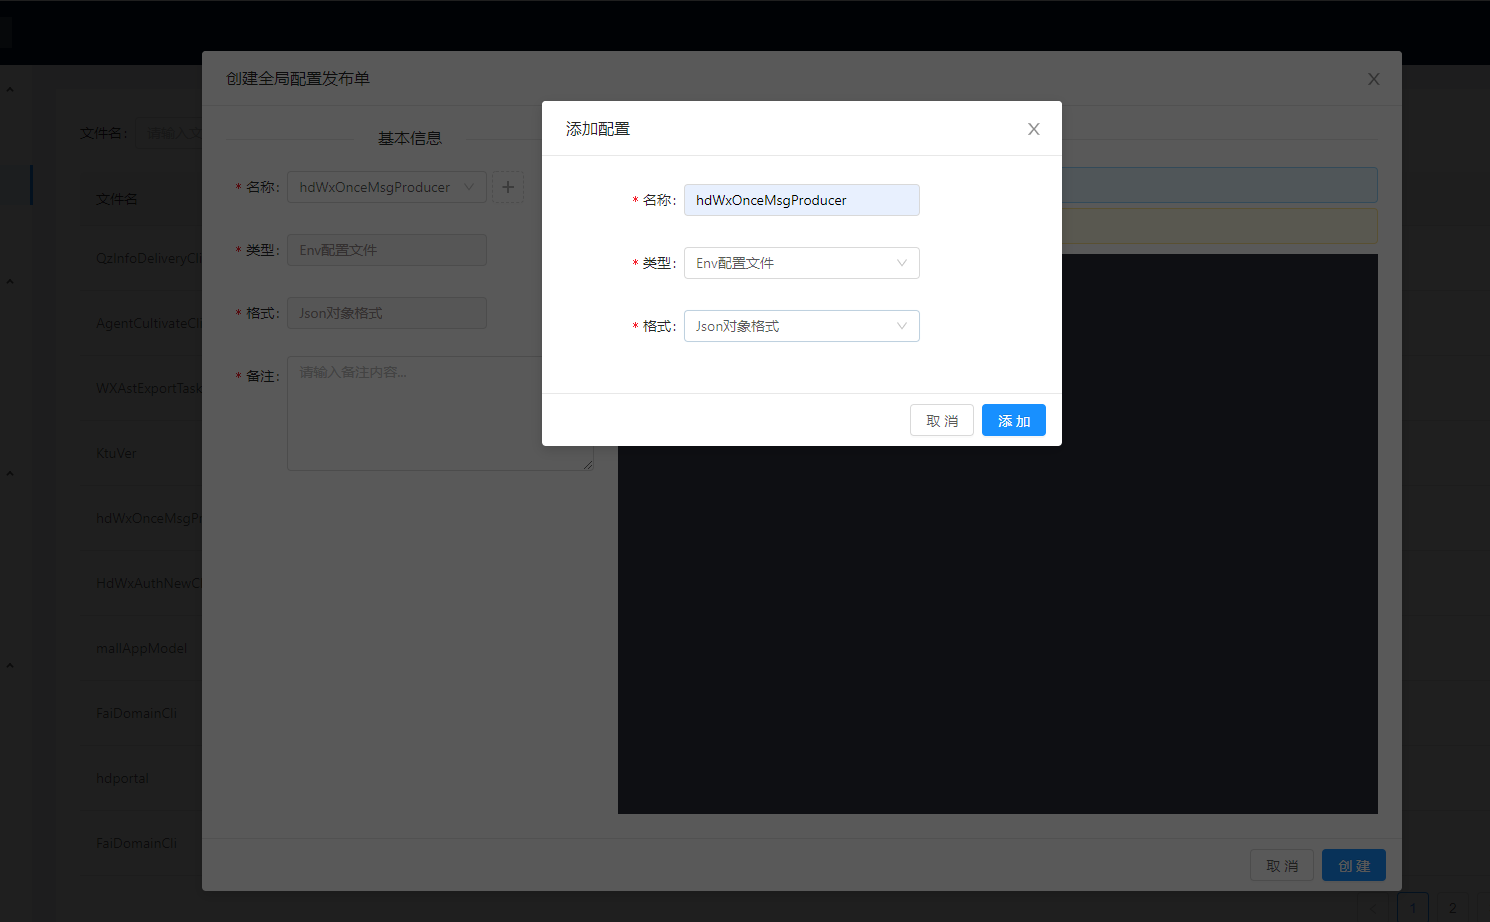 创建全局配置发布单
添加配置
文件名: 请输入文
基本信息
* 名称: hdWxOnceMsgProducer
* 名称: hdWxOnceMsgProducer
文件名
* 类型: Env配置文件
* 类型: Env配置文件
QzInfoDeliveryCli
* 格式: Json对象格式
* 格式: Json对象格式
AgentCultivateCli
* 备注: 请输入备注内容...
WXAstExportTask
取 消 添 加
KtuVer
hdWxOnceMsgPr
HdWxAuthNewC
mallAppModel
FaiDomainCli
hdportal
FaiDomainCli
取 消 创 建
1 2